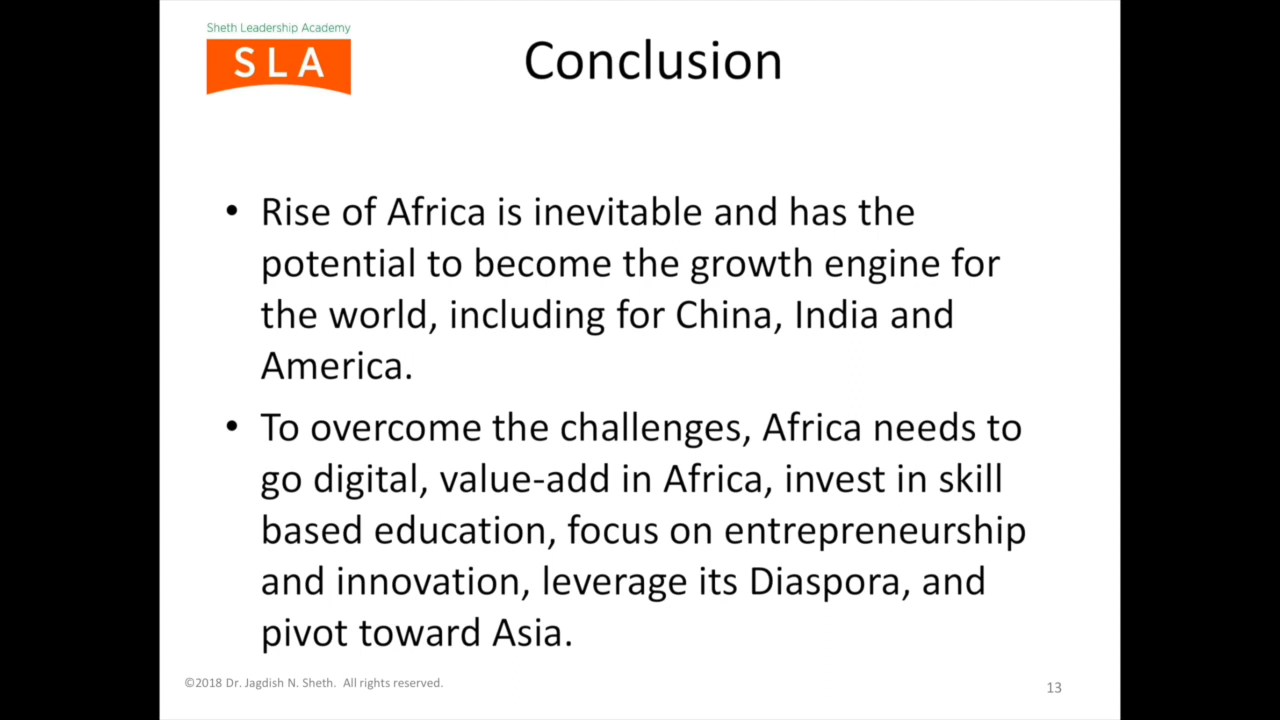 Sheth Leadership Academy
SLA
Conclusion
• Rise of Africa is inevitable and has the
potential to become the growth engine for
the world, including for China, India and
America.
• To overcome the challenges, Africa needs to
go digital, value-add in Africa, invest in skill
based education, focus on entrepreneurship
and innovation, leverage its Diaspora, and
pivot toward Asia.
©2018 Dr. Jagdish N. Sheth. All rights reserved.
13